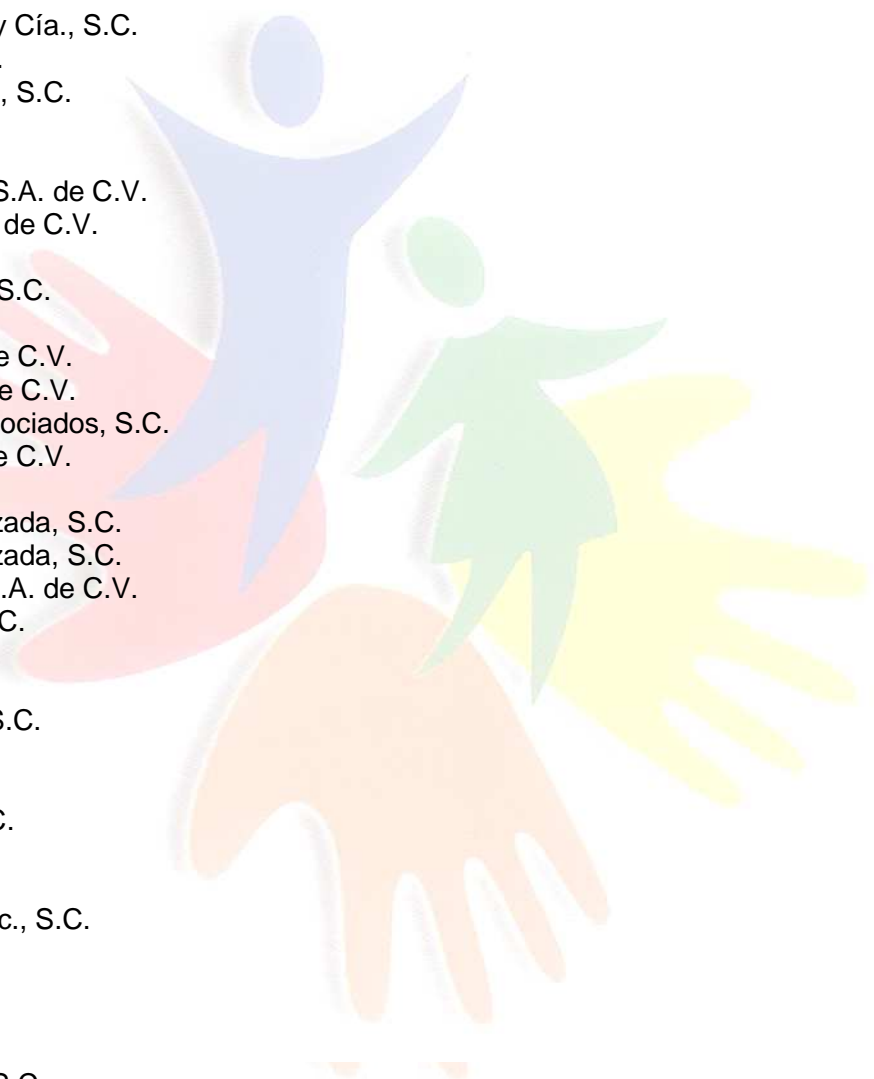 y Cía., S.C.
.
, S.C.
S.A. de C.V.
de C.V.
S.C.
e C.V.
e C.V.
ociados, S.C.
e C.V.
zada, S.C.
zada, S.C.
.A. de C.V.
C.
S.C.
C.
c., S.C.